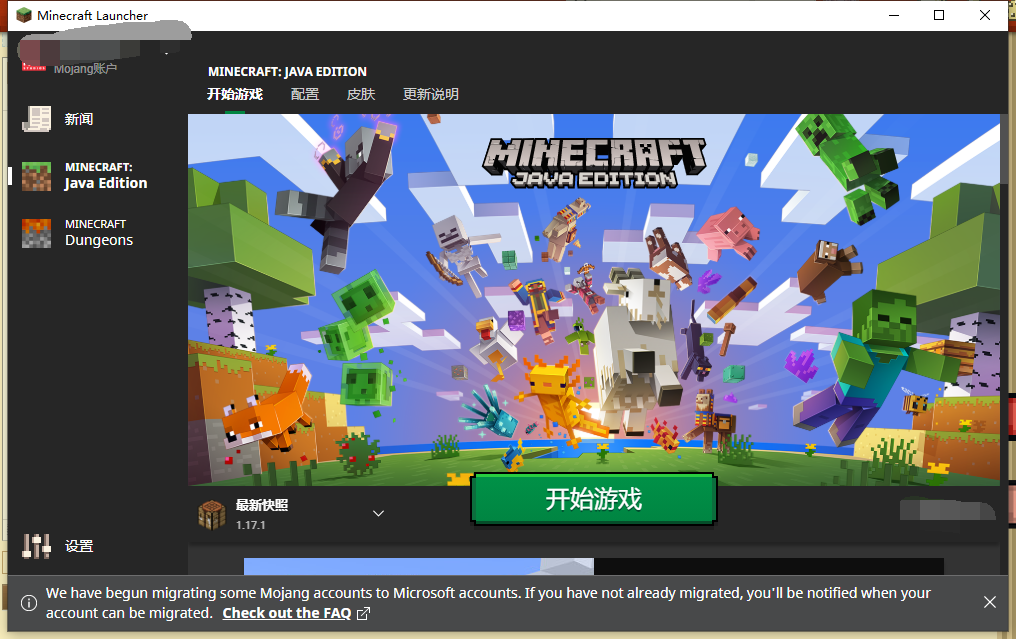 Minecraft Launcher
Mojang账户
MINECRAFT: JAVA EDITION
开始游戏 配置 皮肤 更新说明
新闻
MINECRAFT:
Java Edition
MINECRAFT
Dungeons
MINECRAFT
JAVA EDITION
最新快照
1.17.1
开始游戏
设置
We have begun migrating some Mojang accounts to Microsoft accounts. If you have not already migrated, you'll be notified when your
account can be migrated. Check out the FAQ